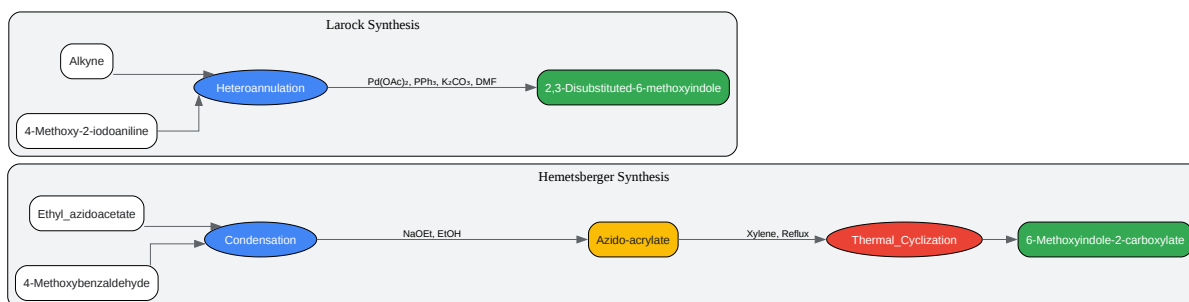 Larock Synthesis
Alkyne
Heteroannulation
Pd(OAc)₂, PPh₃, K₂CO₃, DMF
2,3-Disubstituted-6-methoxyindole
4-Methoxy-2-iodoaniline
Hemetsberger Synthesis
Ethyl_azidoacetate
Condensation
NaOEt, EtOH
Azido-acrylate
Xylene, Reflux
Thermal_Cyclization
6-Methoxyindole-2-carboxylate
4-Methoxybenzaldehyde